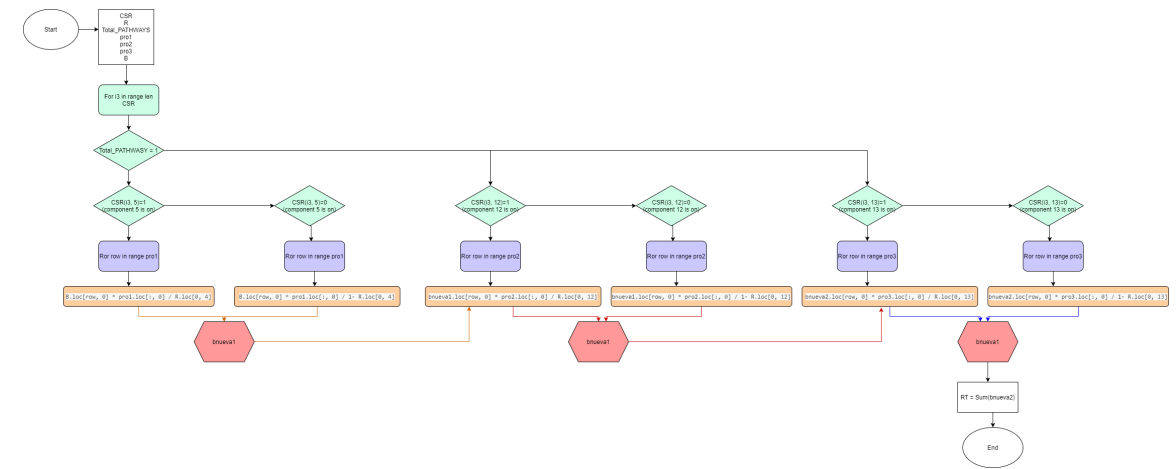 Start
CSR
R
Total_PATHWAYS
pro1
pro2
pro3
B
For i3 in range len
CSR
Total_PATHWASY = 1
CSR(i3, 5)=1
(component 5 is on)
CSR(i3, 5)=0
(component 5 is on)
CSR(i3, 12)=1
(component 12 is on)
CSR(i3, 12)=0
(component 12 is on)
CSR(i3, 13)=1
(component 13 is on)
CSR(i3, 13)=0
(component 13 is on)
Ror row in range pro1
Ror row in range pro1
Ror row in range pro2
Ror row in range pro2
Ror row in range pro3
Ror row in range pro3
B.loc[row, 0] * pro1.loc[:, 0] / R.loc[0, 4]
B.loc[row, 0] * pro1.loc[:, 0] / 1- R.loc[0, 4]
bnueva1.loc[row, 0] * pro2.loc[:, 0] / R.loc[0, 12]
bnueva1.loc[row, 0] * pro2.loc[:, 0] / 1- R.loc[0, 12]
bnueva2.loc[row, 0] * pro3.loc[:, 0] / R.loc[0, 13]
bnueva2.loc[row, 0] * pro3.loc[:, 0] / 1- R.loc[0, 13]
bnueva1
bnueva1
bnueva1
RT = Sum(bnueva2)
End